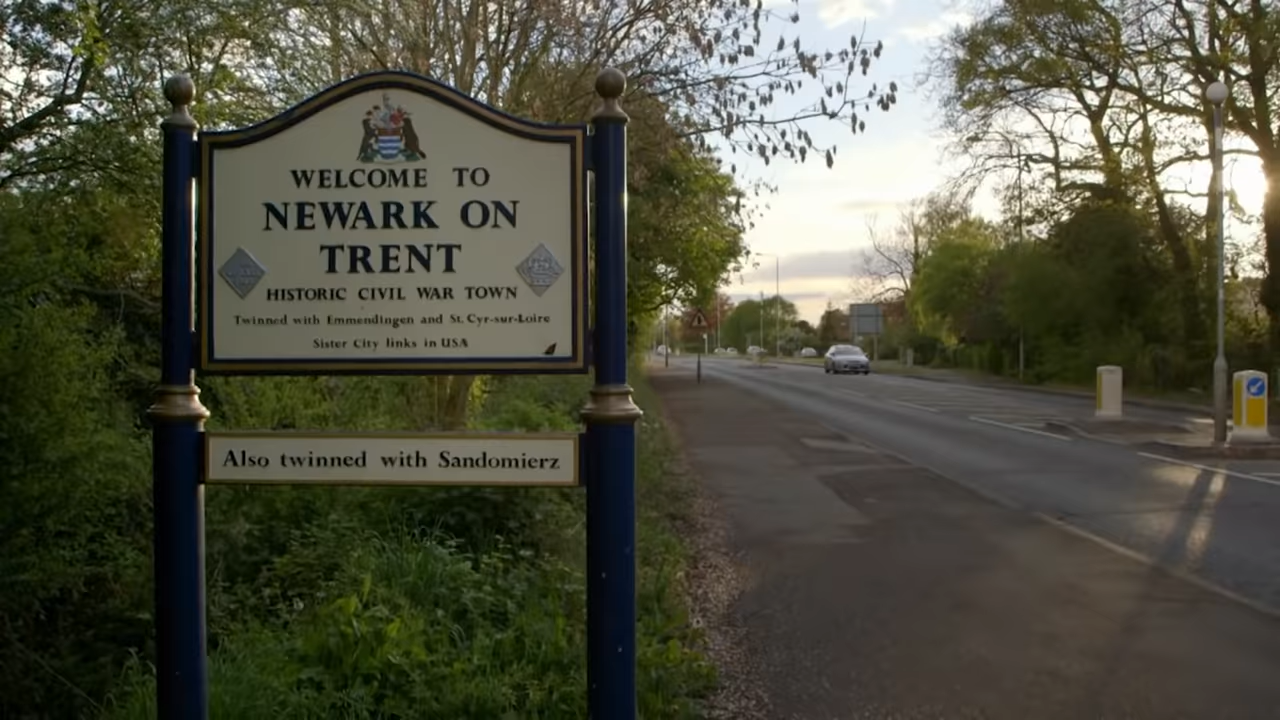 WELCOME TO
NEWARK ON
TRENT
HISTORIC CIVIL WAR TOWN
Twinned with Emmendingen and St. Cyr-sur-Loire
Sister City links in USA
Also twinned with Sandomierz